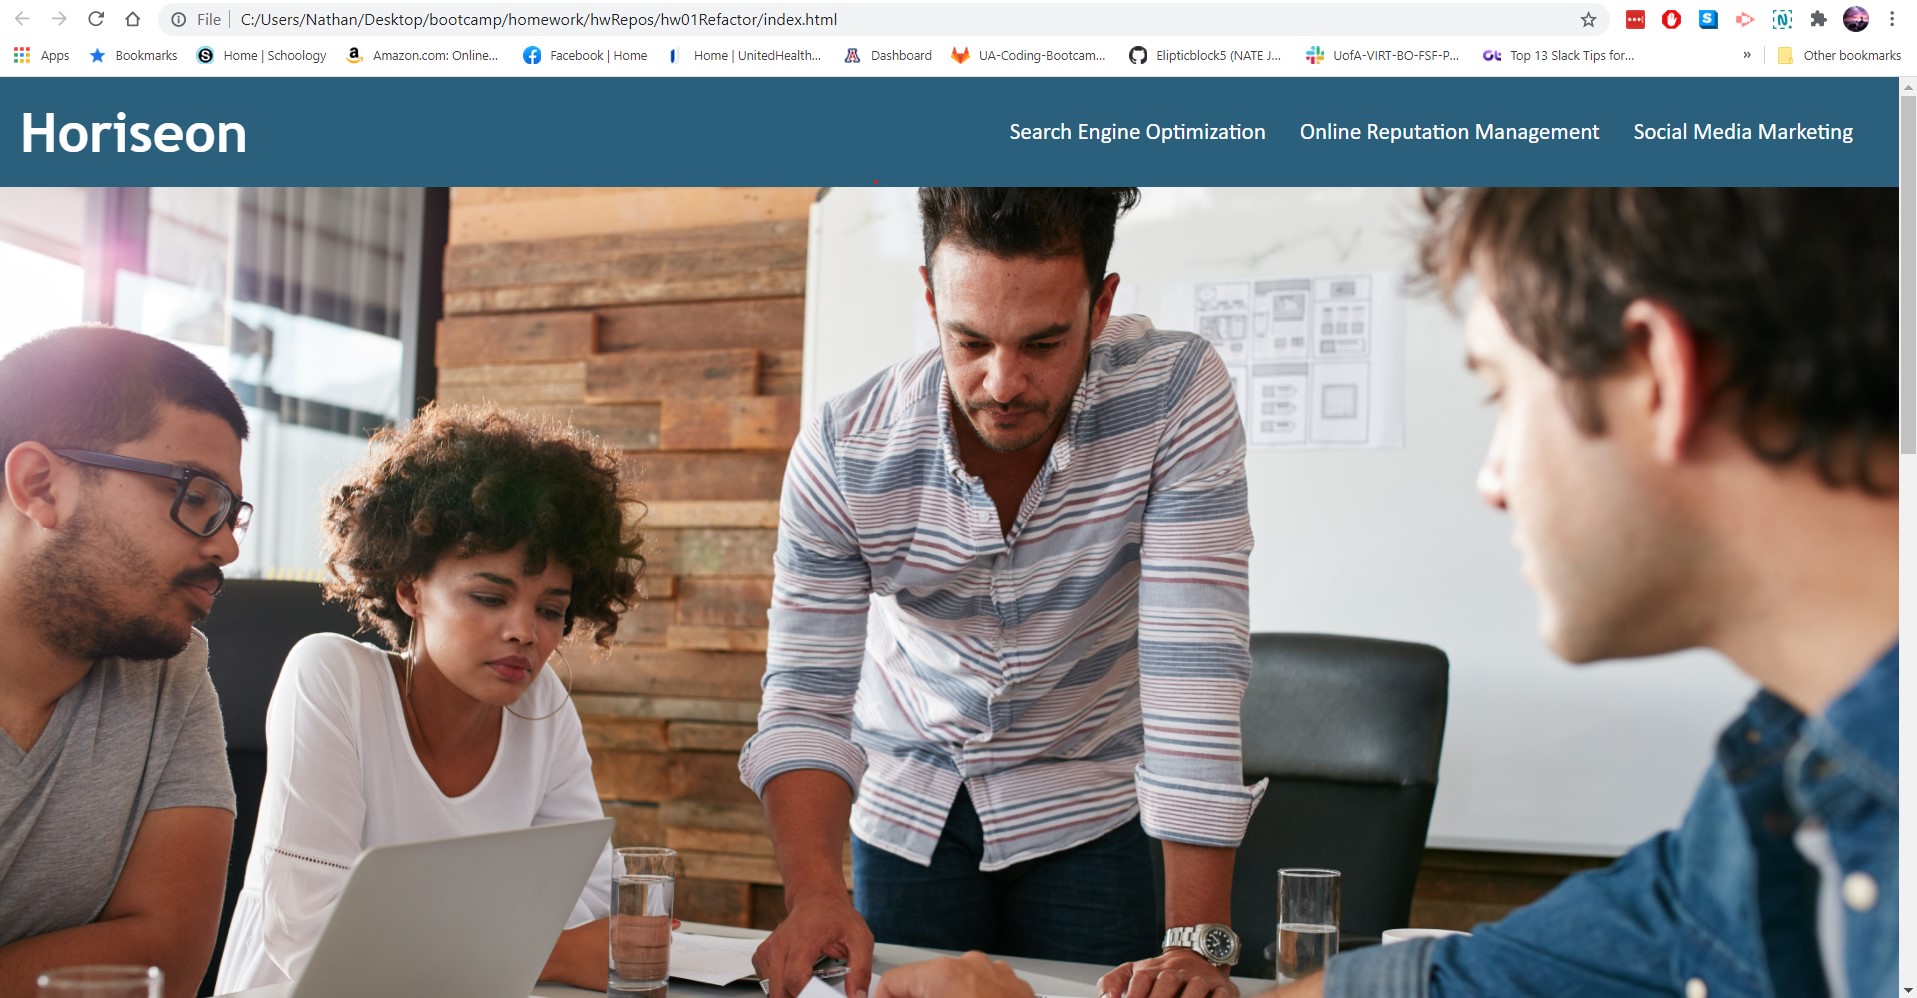 File C:/Users/Nathan/Desktop/bootcamp/homework/hwRepos/hw01Refactor/index.html
Apps Bookmarks Home | Schoology Amazon.com: Online... Facebook | Home Home | UnitedHealth... Dashboard UA-Coding-Bootcam... Elipticblock5 (NATE J... UofA-VIRT-BO-FSF-P... Top 13 Slack Tips for... » Other bookmarks
Horiseon Search Engine Optimization Online Reputation Management Social Media Marketing